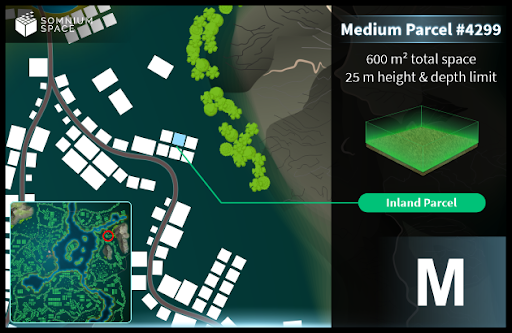 SOMNIUM
SPACE
Medium Parcel #4299
600 m² total space
25 m height & depth limit
Inland Parcel
M